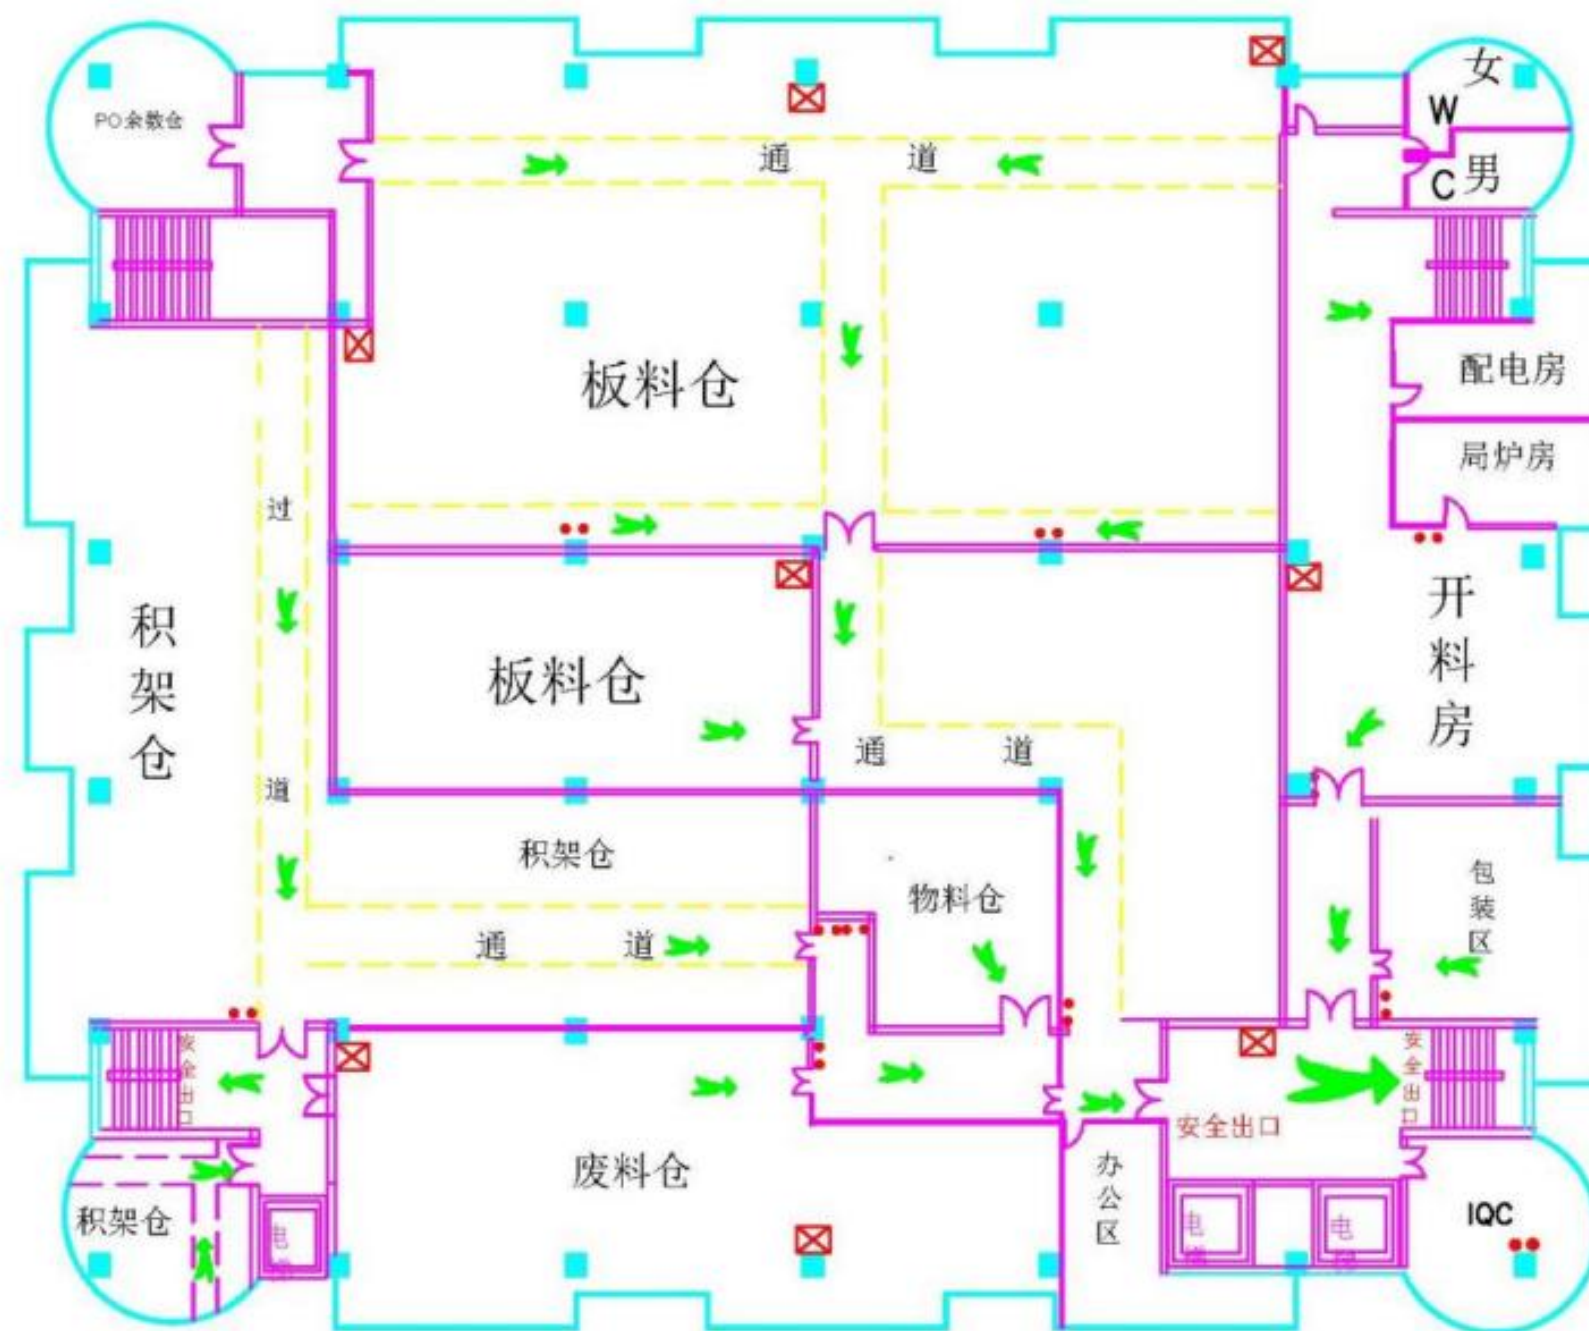 PO余数仓
女
W
C
男
通 道
板料仓
配电房
局炉房
过
道
积架仓
开料房
板料仓
通 道
积架仓
物料仓
包装区
通 道
安全出口
安全出口
安全出口
办公区
废料仓
积架仓
IQC
电
电
电